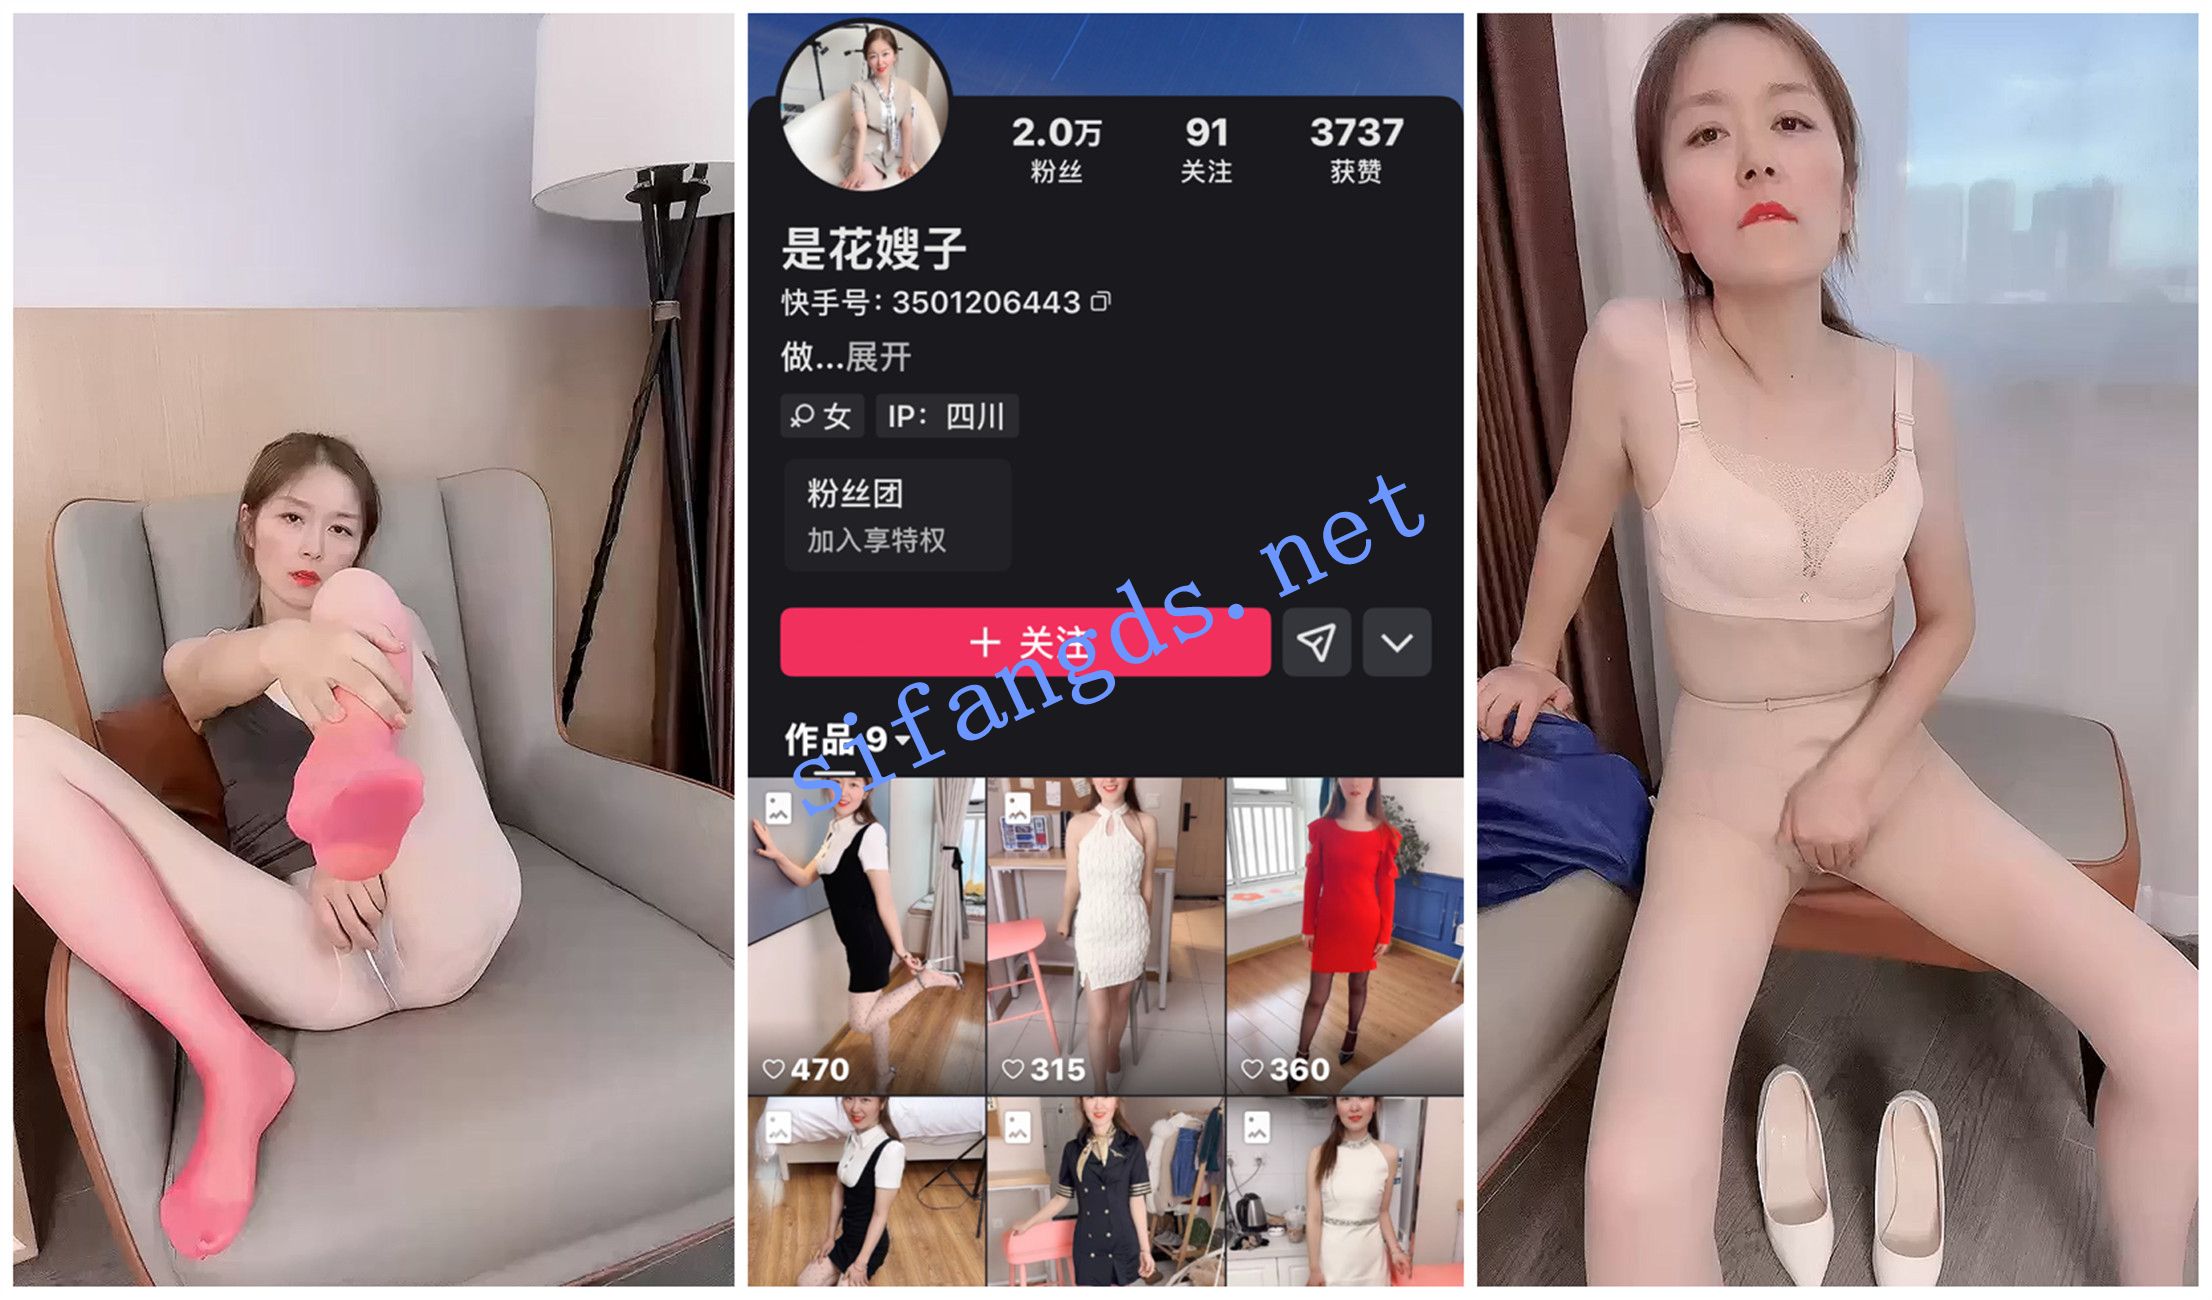 2.0万
粉丝
91
关注
3737
获赞
是花嫂子
快手号: 3501206443
做...展开
女
IP: 四川
粉丝团
加入享特权
+ 关注
作品 9
sifangds.net
470
315
360